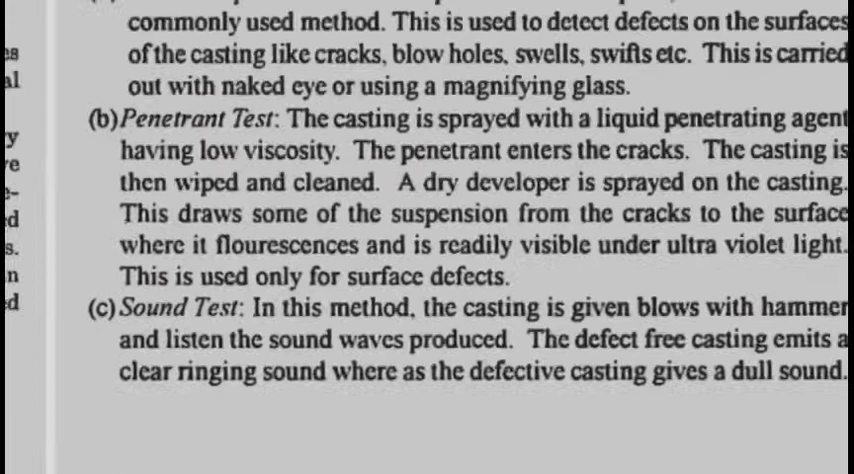 commonly used method. This is used to detect defects on the surfaces
of the casting like cracks, blow holes, swells, swifts etc. This is carried
out with naked eye or using a magnifying glass.
(b) Penetrant Test: The casting is sprayed with a liquid penetrating agent
having low viscosity. The penetrant enters the cracks. The casting is
then wiped and cleaned. A dry developer is sprayed on the casting.
This draws some of the suspension from the cracks to the surface
where it flourescences and is readily visible under ultra violet light.
This is used only for surface defects.
(c) Sound Test: In this method, the casting is given blows with hammer
and listen the sound waves produced. The defect free casting emits a
clear ringing sound where as the defective casting gives a dull sound.